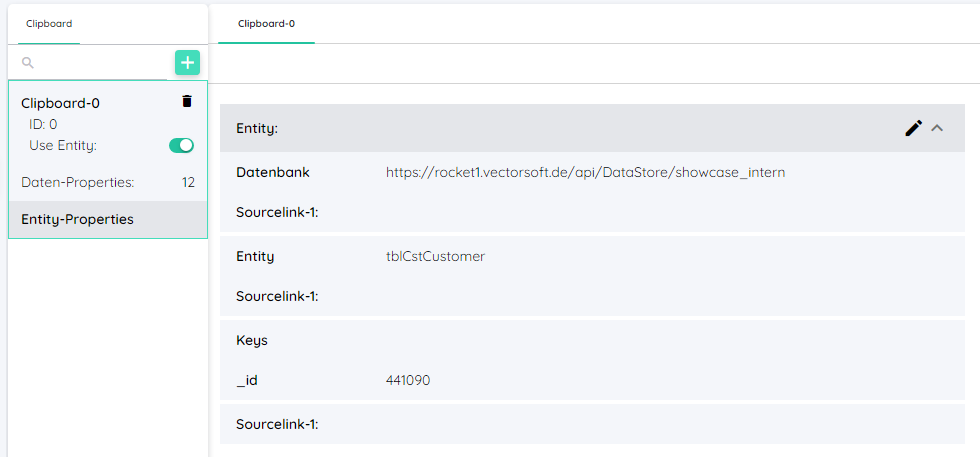 Clipboard
Clipboard-0
Clipboard-0
ID: 0
Use Entity:
Daten-Properties: 12
Entity-Properties
Entity:
Datenbank https://rocket1.vectorsoft.de/api/DataStore/showcase_intern
Sourcelink-1:
Entity tblCstCustomer
Sourcelink-1:
Keys
_id 441090
Sourcelink-1: